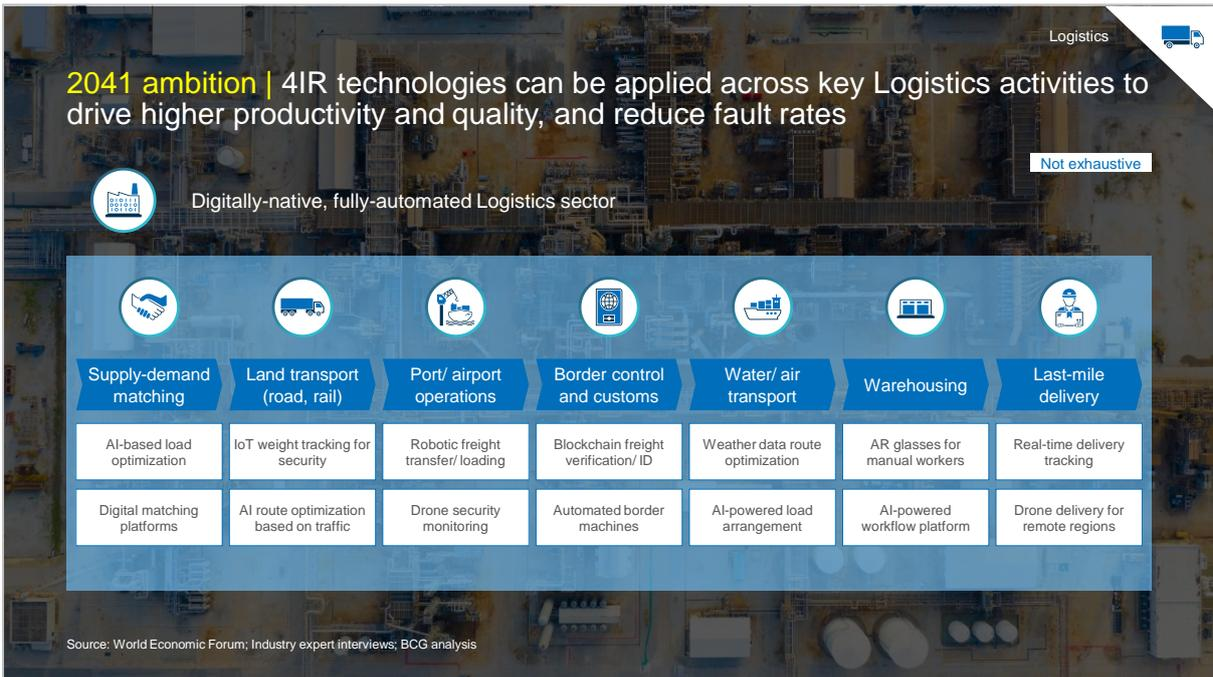 Logistics
2041 ambition | 4IR technologies can be applied across key Logistics activities to
drive higher productivity and quality, and reduce fault rates
Not exhaustive
Digitally-native, fully-automated Logistics sector
Supply-demand
matching
Land transport
(road, rail)
Port/ airport
operations
Border control
and customs
Water/ air
transport
Warehousing
Last-mile
delivery
AI-based load
optimization
IoT weight tracking for
security
Robotic freight
transfer/ loading
Blockchain freight
verification/ ID
Weather data route
optimization
AR glasses for
manual workers
Real-time delivery
tracking
Digital matching
platforms
AI route optimization
based on traffic
Drone security
monitoring
Automated border
machines
AI-powered load
arrangement
AI-powered
workflow platform
Drone delivery for
remote regions
Source: World Economic Forum; Industry expert interviews; BCG analysis